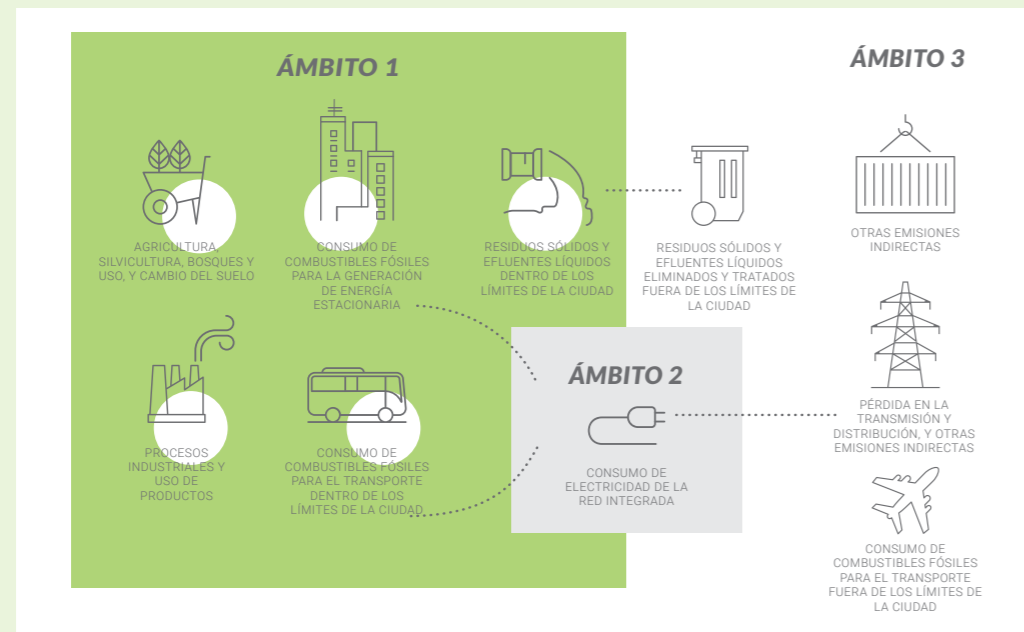 ÁMBITO 1
AGRICULTURA,
SILVICULTURA, BOSQUES Y
USO, Y CAMBIO DEL SUELO
CONSUMO DE
COMBUSTIBLES FÓSILES
PARA LA GENERACIÓN
DE ENERGÍA
ESTACIONARIA
RESIDUOS SÓLIDOS Y
EFLUENTES LÍQUIDOS
DENTRO DE LOS
LÍMITES DE LA CIUDAD
PROCESOS
INDUSTRIALES Y
USO DE
PRODUCTOS
CONSUMO DE
COMBUSTIBLES FÓSILES
PARA EL TRANSPORTE
DENTRO DE LOS
LÍMITES DE LA CIUDAD
ÁMBITO 2
CONSUMO DE
ELECTRICIDAD DE LA
RED INTEGRADA
ÁMBITO 3
RESIDUOS SÓLIDOS Y
EFLUENTES LÍQUIDOS
ELIMINADOS Y TRATADOS
FUERA DE LOS LÍMITES DE
LA CIUDAD
OTRAS EMISIONES
INDIRECTAS
PÉRDIDA EN LA
TRANSMISIÓN Y
DISTRIBUCIÓN, Y OTRAS
EMISIONES INDIRECTAS
CONSUMO DE
COMBUSTIBLES FÓSILES
PARA EL TRANSPORTE
FUERA DE LOS LÍMITES DE
LA CIUDAD